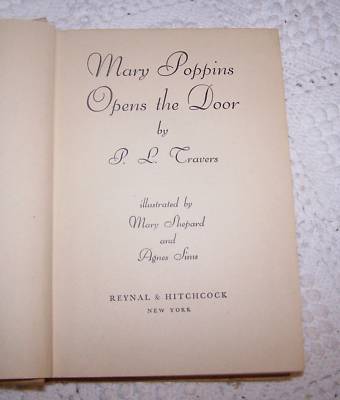 Mary Poppins
Opens the Door
by
P. L. Travers
illustrated by
Mary Shepard
and
Agnes Sims
REYNAL & HITCHCOCK
NEW YORK